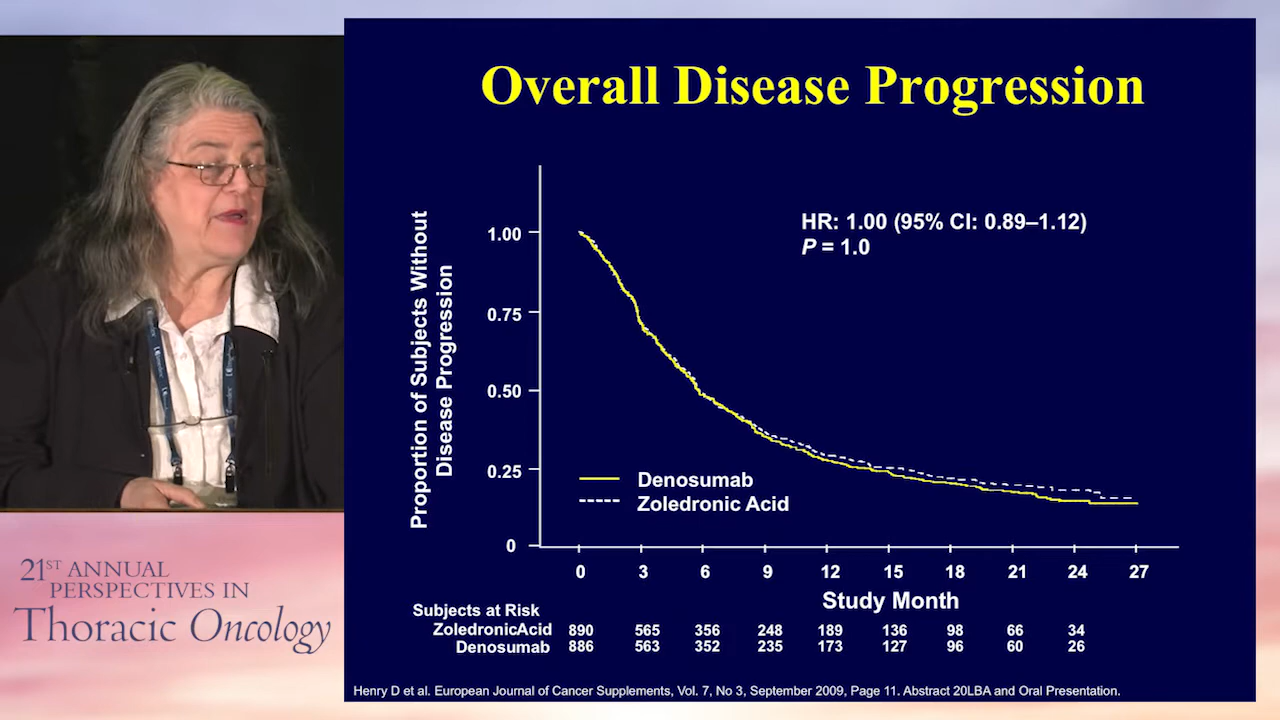 Overall Disease Progression
HR: 1.00 (95% CI: 0.89–1.12)
P = 1.0
Proportion of Subjects Without
Disease Progression
1.00
0.75
0.50
0.25
0
Denosumab
Zoledronic Acid
0 3 6 9 12 15 18 21 24 27
Study Month
Subjects at Risk
ZoledronicAcid 890 565 356 248 189 136 98 66 34
Denosumab 886 563 352 235 173 127 96 60 26
Henry D et al. European Journal of Cancer Supplements, Vol. 7, No 3, September 2009, Page 11. Abstract 20LBA and Oral Presentation.
21ST ANNUAL
PERSPECTIVES IN
Thoracic Oncology